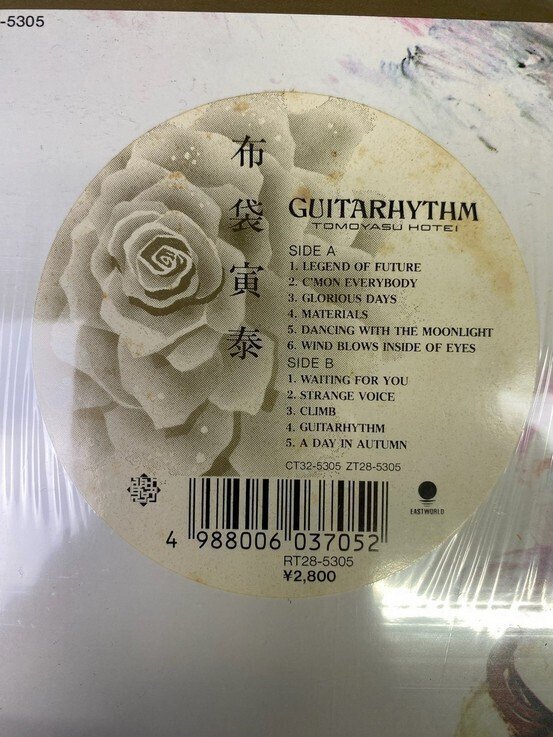 -5305
布袋寅泰
GUITARHYTHM
TOMOYASU HOTEI
SIDE A
1. LEGEND OF FUTURE
2. C'MON EVERYBODY
3. GLORIOUS DAYS
4. MATERIALS
5. DANCING WITH THE MOONLIGHT
6. WIND BLOWS INSIDE OF EYES
SIDE B
1. WAITING FOR YOU
2. STRANGE VOICE
3. CLIMB
4. GUITARHYTHM
5. A DAY IN AUTUMN
CT32-5305 ZT28-5305
EASTWORLD
4 988006 037052
RT28-5305
¥2,800